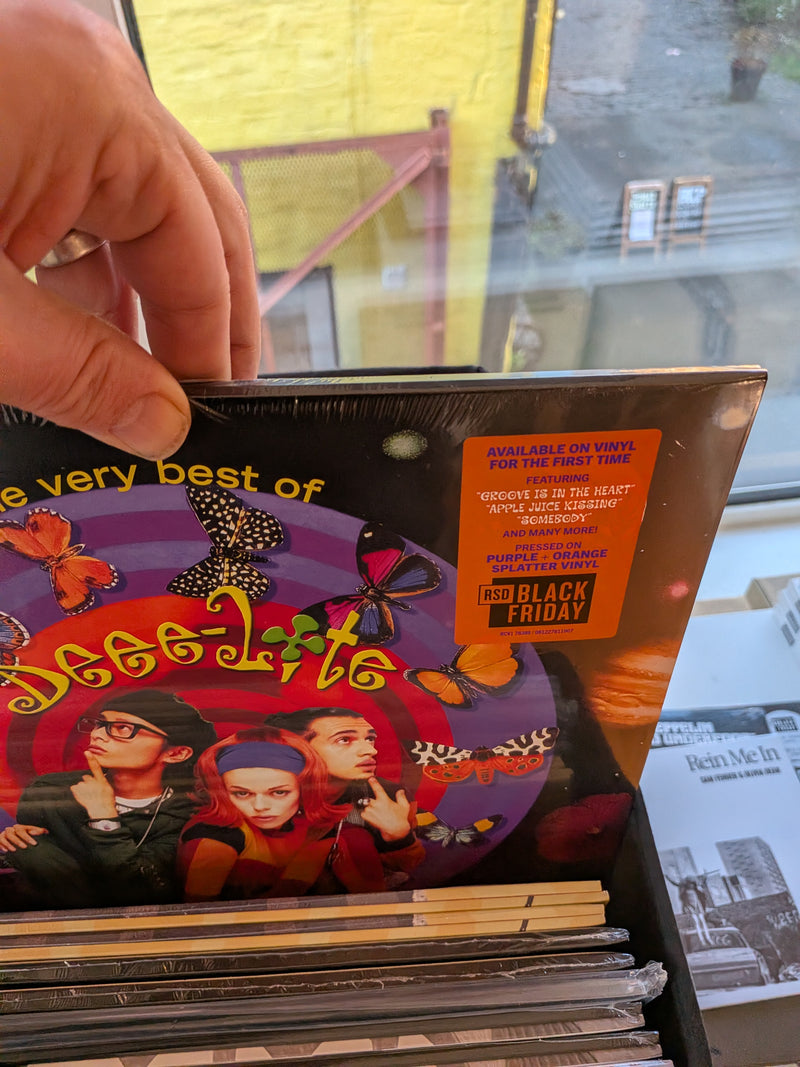 e very best of
Deee-Lite
AVAILABLE ON VINYL
FOR THE FIRST TIME
FEATURING
"GROOVE IS IN THE HEART"
"APPLE JUICE KISSING"
"SOMEBODY"
AND MANY MORE!
PRESSED ON
PURPLE + ORANGE
SPLATTER VINYL
RSD BLACK
FRIDAY
Rein Me In